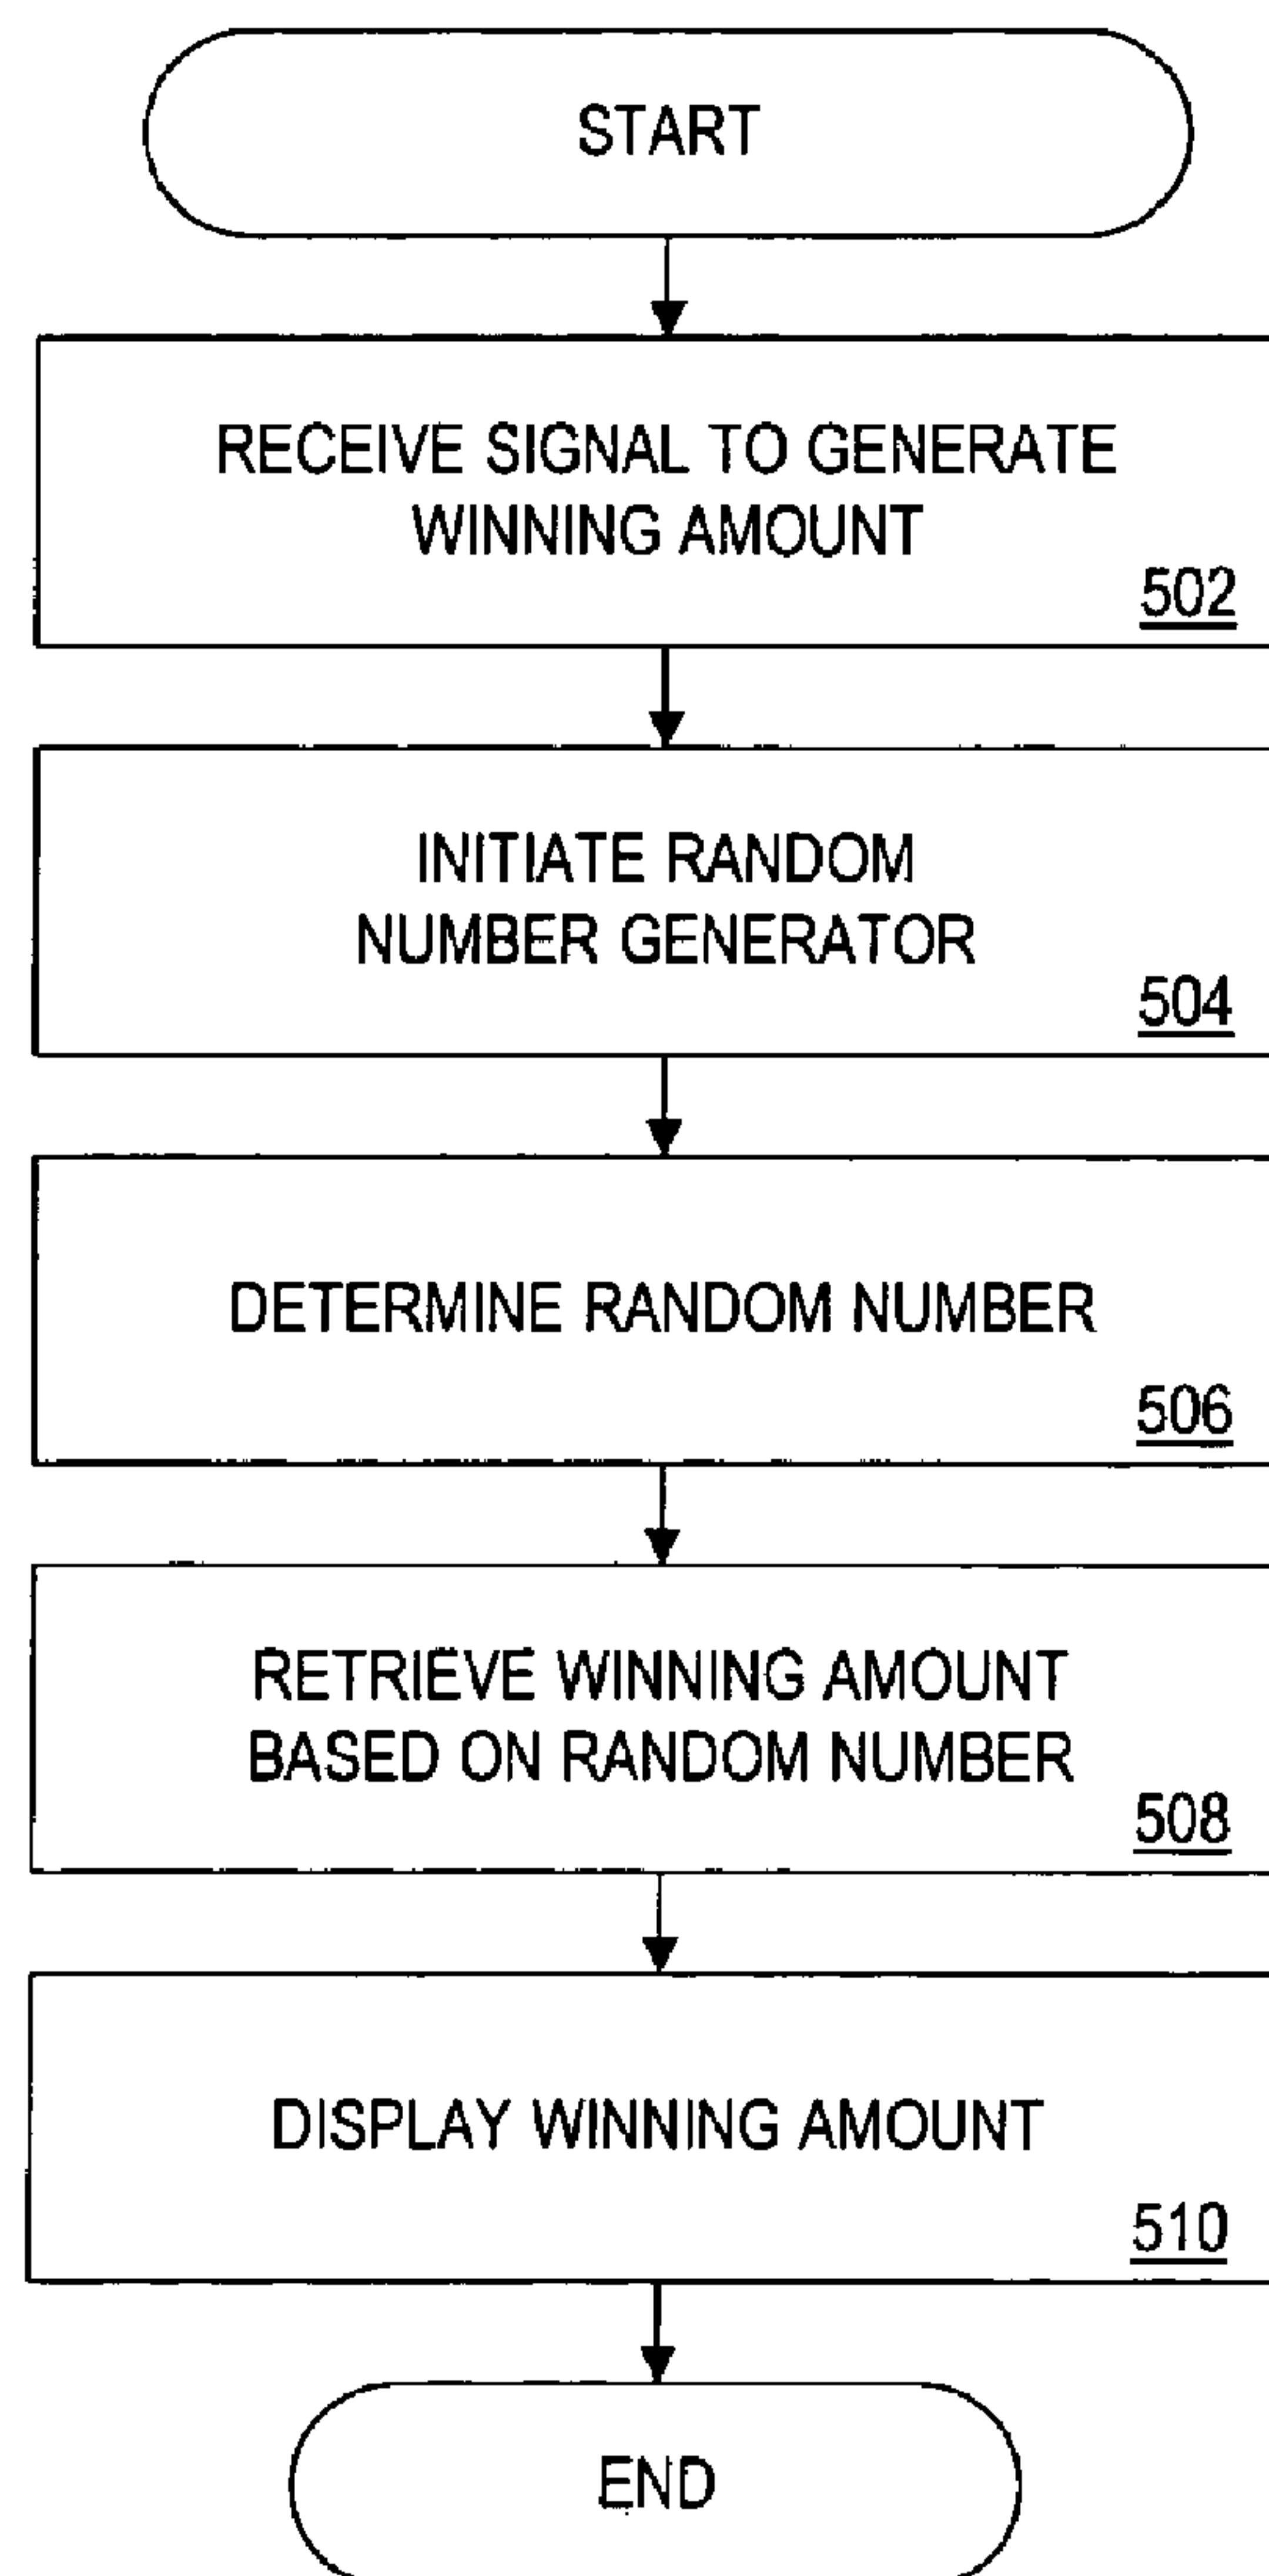 START
RECEIVE SIGNAL TO GENERATE
WINNING AMOUNT
502
INITIATE RANDOM
NUMBER GENERATOR
504
DETERMINE RANDOM NUMBER
506
RETRIEVE WINNING AMOUNT
BASED ON RANDOM NUMBER
508
DISPLAY WINNING AMOUNT
510
END